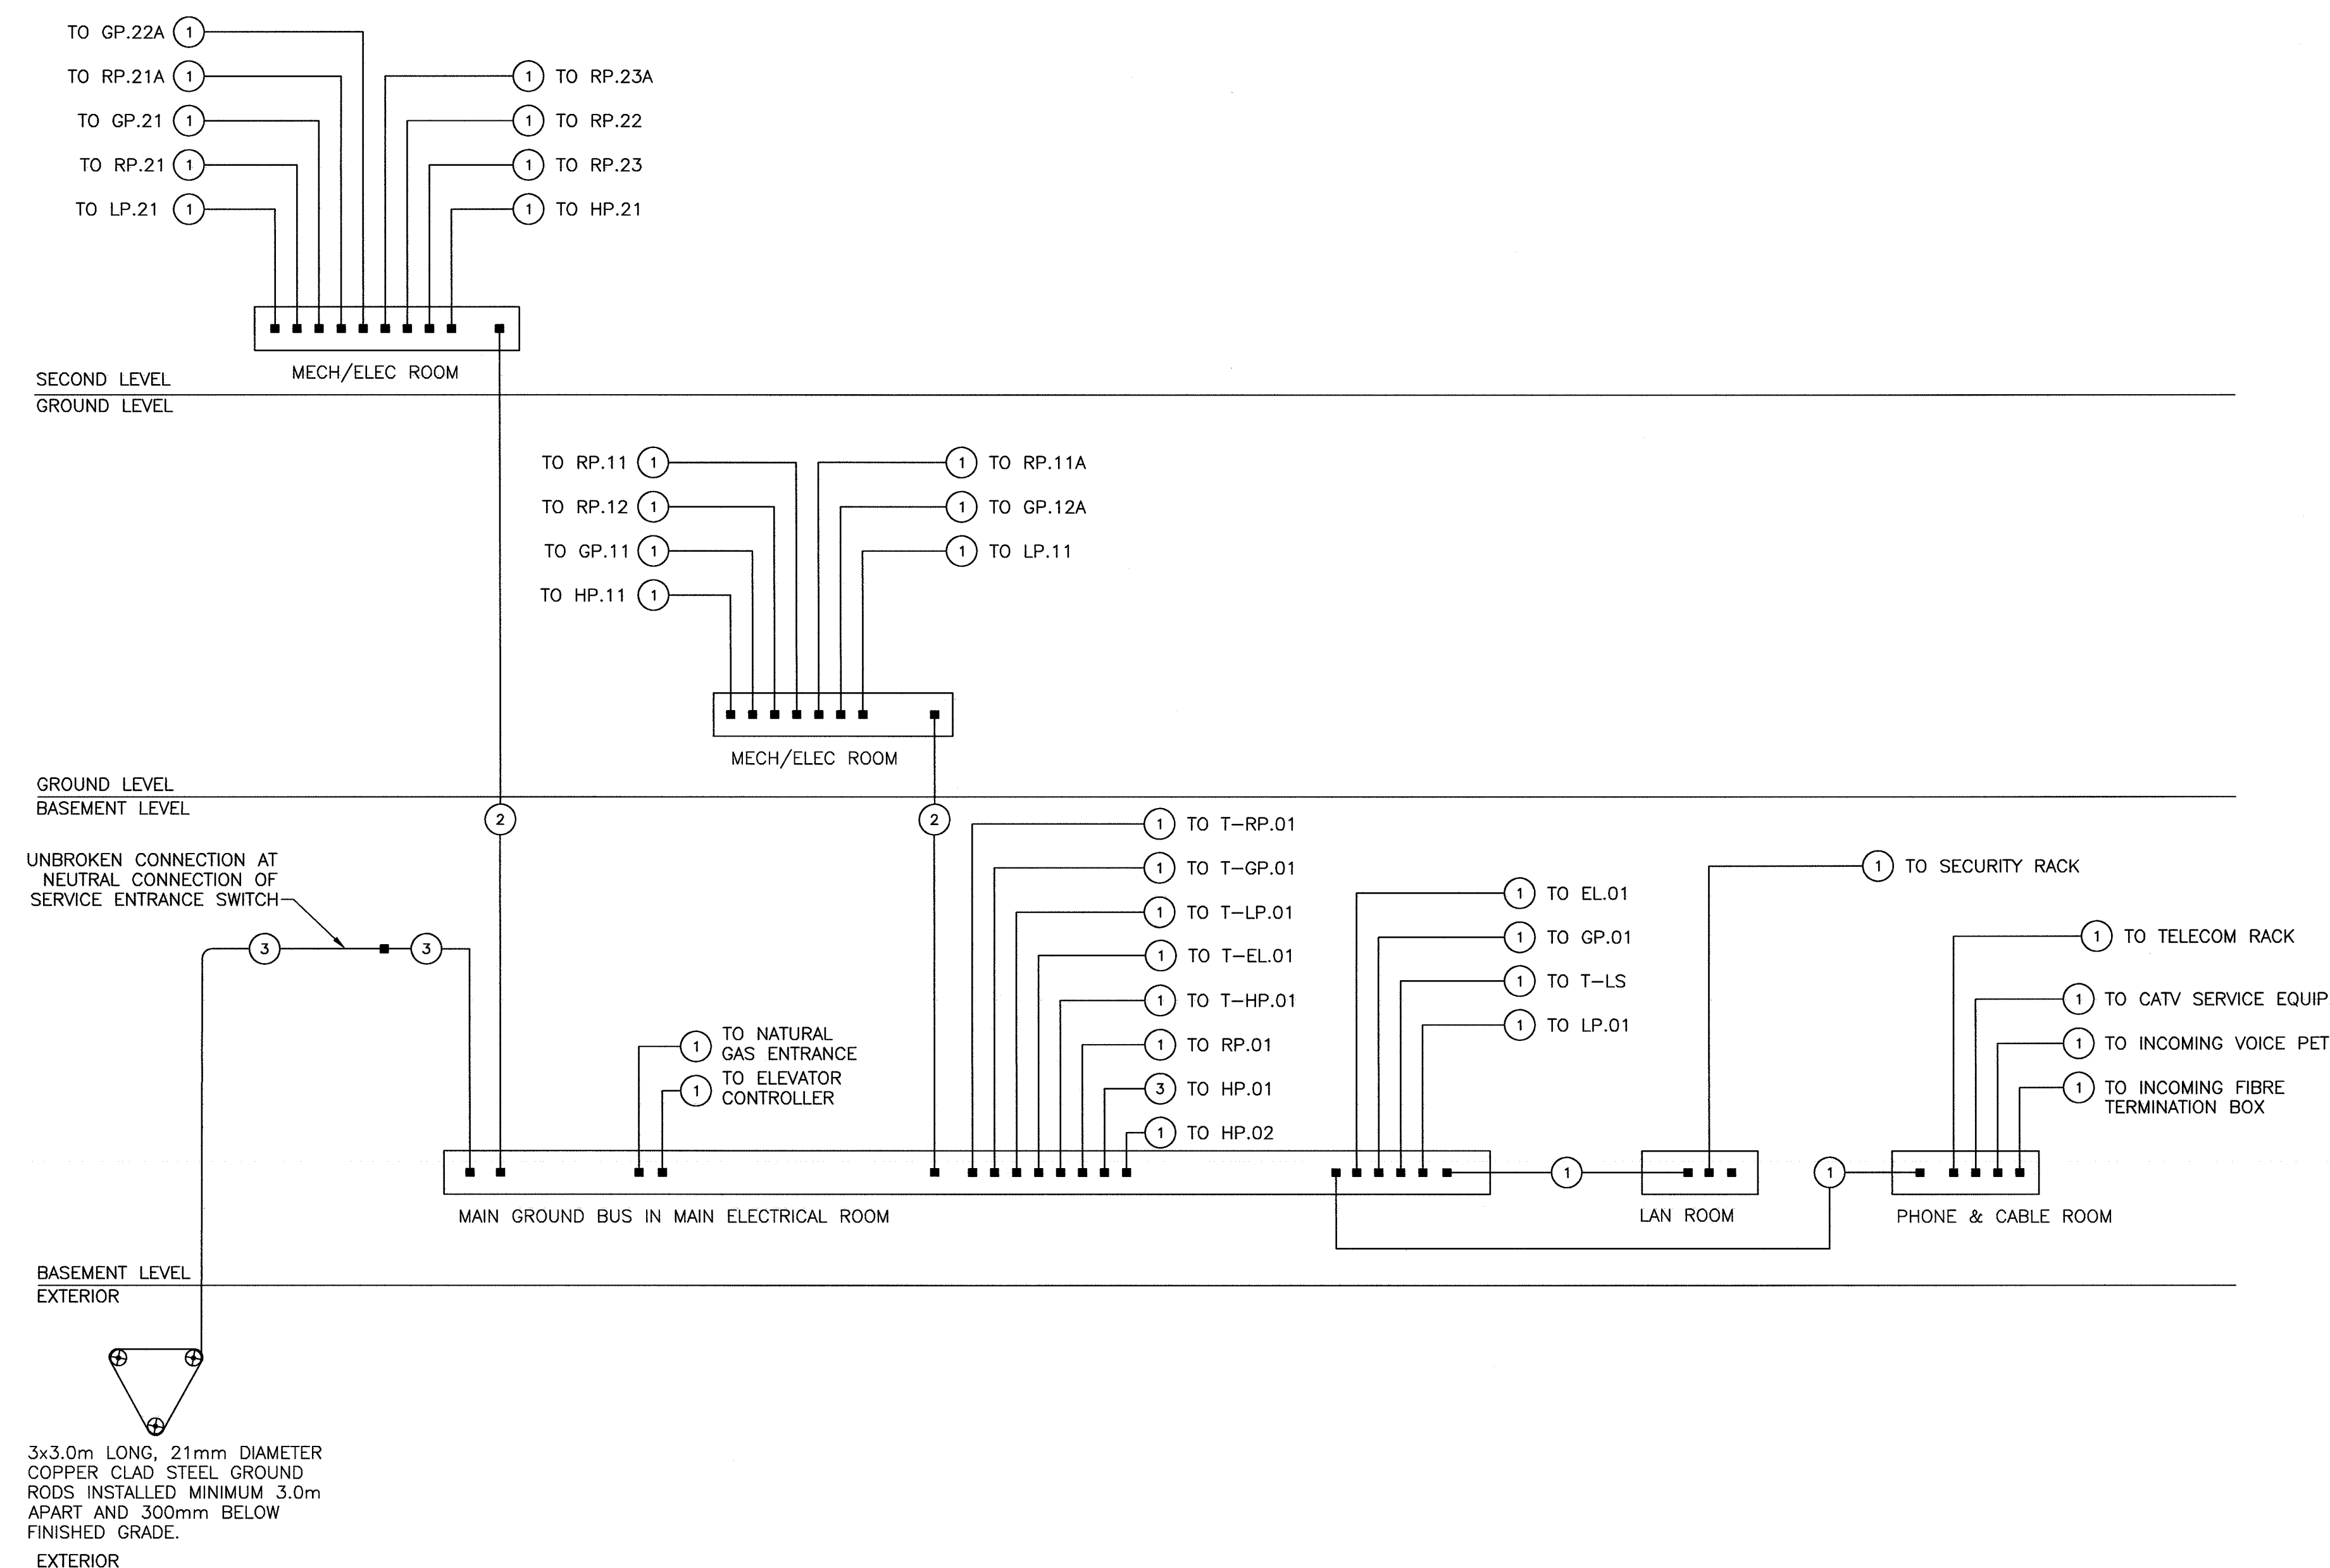 TO GP.22A 1
TO RP.21A 1
1 TO RP.23A
TO GP.21 1
1 TO RP.22
TO RP.21 1
1 TO RP.23
TO LP.21 1
1 TO HP.21
MECH/ELEC ROOM
SECOND LEVEL
GROUND LEVEL
TO RP.11 1
1 TO RP.11A
TO RP.12 1
1 TO GP.12A
TO GP.11 1
1 TO LP.11
TO HP.11 1
MECH/ELEC ROOM
GROUND LEVEL
BASEMENT LEVEL
2
2
UNBROKEN CONNECTION AT
NEUTRAL CONNECTION OF
SERVICE ENTRANCE SWITCH
3
3
1 TO NATURAL
GAS ENTRANCE
1 TO ELEVATOR
CONTROLLER
1 TO T-RP.01
1 TO T-GP.01
1 TO T-LP.01
1 TO T-EL.01
1 TO T-HP.01
1 TO RP.01
3 TO HP.01
1 TO HP.02
1 TO EL.01
1 TO GP.01
1 TO T-LS
1 TO LP.01
1 TO SECURITY RACK
1 TO TELECOM RACK
1 TO CATV SERVICE EQUIP
1 TO INCOMING VOICE PET
1 TO INCOMING FIBRE
TERMINATION BOX
1
1
MAIN GROUND BUS IN MAIN ELECTRICAL ROOM
LAN ROOM
PHONE & CABLE ROOM
BASEMENT LEVEL
EXTERIOR
3x3.0m LONG, 21mm DIAMETER
COPPER CLAD STEEL GROUND
RODS INSTALLED MINIMUM 3.0m
APART AND 300mm BELOW
FINISHED GRADE.
EXTERIOR